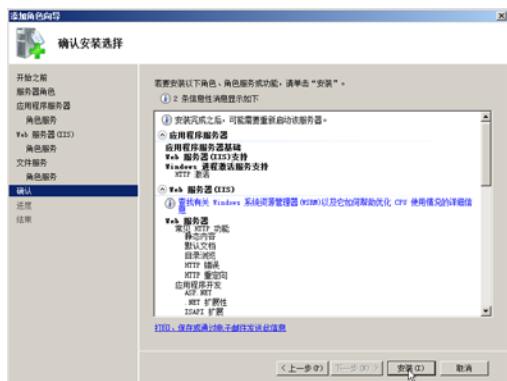 添加角色向导
确认安装选择
开始之前
服务器角色
应用程序服务器
角色服务
Web 服务器(IIS)
角色服务
文件服务
角色服务
确认
进度
结果
若要安装以下角色、角色服务或功能，请单击“安装”。
2 条信息性消息显示如下
安装完成之后，可能需要重新启动该服务器。
应用程序服务器
应用程序服务器基础
Web 服务器(IIS)支持
Windows 进程激活服务支持
HTTP 激活
Web 服务器(IIS)
查找有关 Windows 系统资源管理器(WSRM)以及它如何帮助优化 CPU 使用情况的详细信息
Web 服务器
常见 HTTP 功能
静态内容
默认文档
目录浏览
HTTP 错误
HTTP 重定向
应用程序开发
ASP.NET
.NET 扩展性
ISAPI 扩展
打印、保存或通过电子邮件发送此信息
< 上一步(P)
下一步(N) >
安装(I)
取消